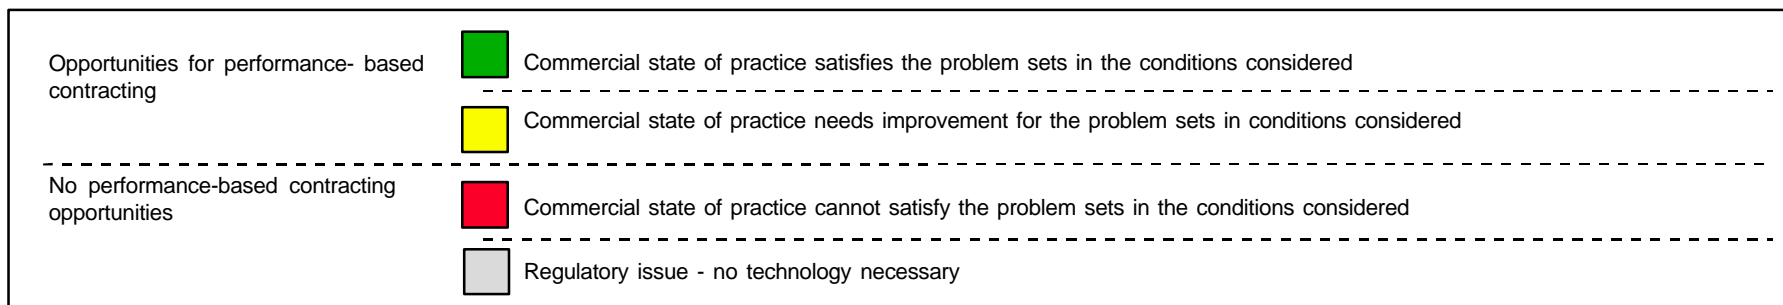 Opportunities for performance- based
contracting
Commercial state of practice satisfies the problem sets in the conditions considered
Commercial state of practice needs improvement for the problem sets in conditions considered
No performance-based contracting
opportunities
Commercial state of practice cannot satisfy the problem sets in the conditions considered
Regulatory issue - no technology necessary